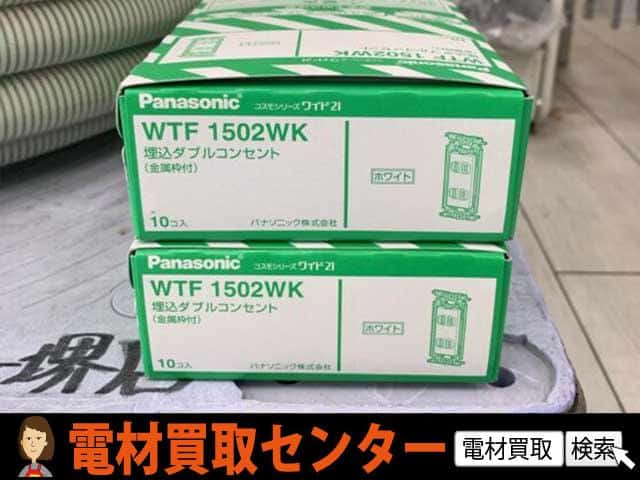 Panasonic
WTF 1502WK
Panasonic コスモシリーズ ワイド21
WTF 1502WK
埋込ダブルコンセント
(金属枠付)
ホワイト
10コ入
パナソニック株式会社
Panasonic コスモシリーズ ワイド21
WTF 1502WK
埋込ダブルコンセント
(金属枠付)
ホワイト
10コ入
パナソニック株式会社
電材買取センター
電材買取 検索